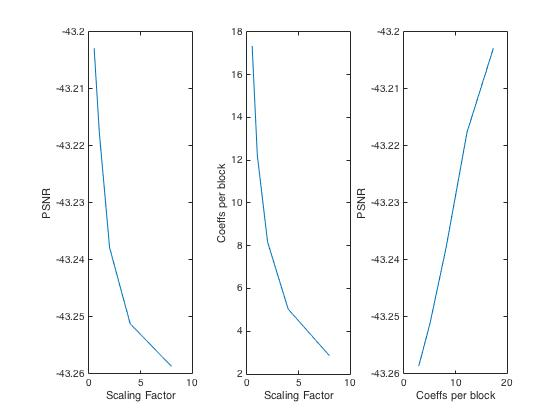 -43.2
-43.21
-43.22
-43.23
-43.24
-43.25
-43.26
PSNR
0 5 10
Scaling Factor
18
16
14
12
10
8
6
4
2
Coeffs per block
0 5 10
Scaling Factor
-43.2
-43.21
-43.22
-43.23
-43.24
-43.25
-43.26
PSNR
0 10 20
Coeffs per block